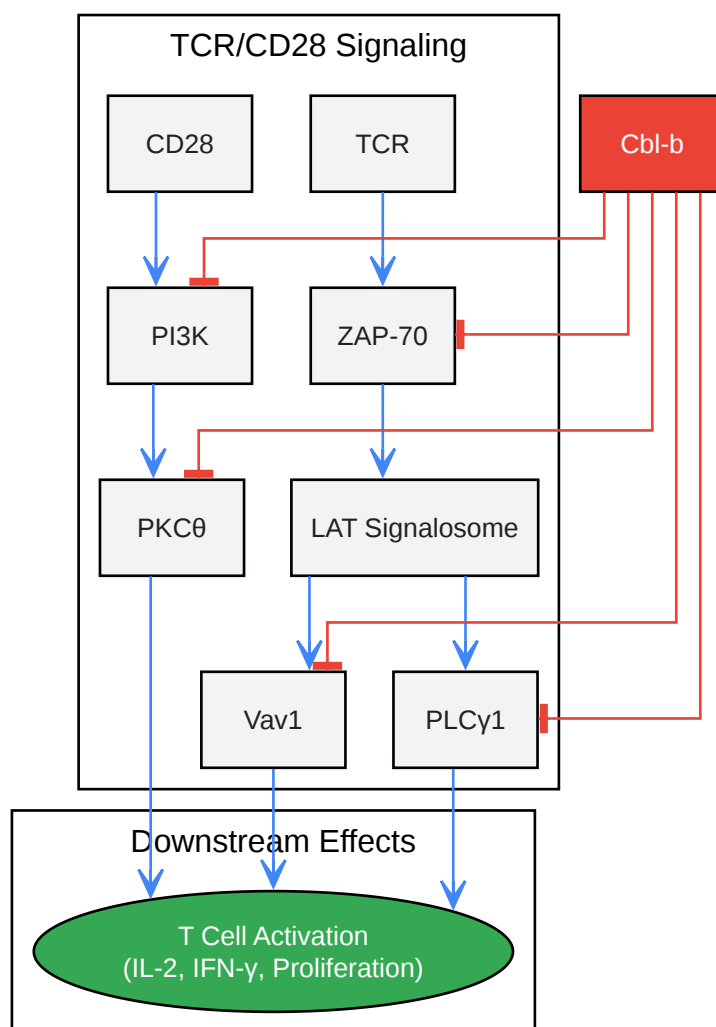 TCR/CD28 Signaling
CD28
TCR
Cbl-b
PI3K
ZAP-70
PKCθ
LAT Signalosome
Vav1
PLCγ1
Downstream Effects
T Cell Activation
(IL-2, IFN-γ, Proliferation)